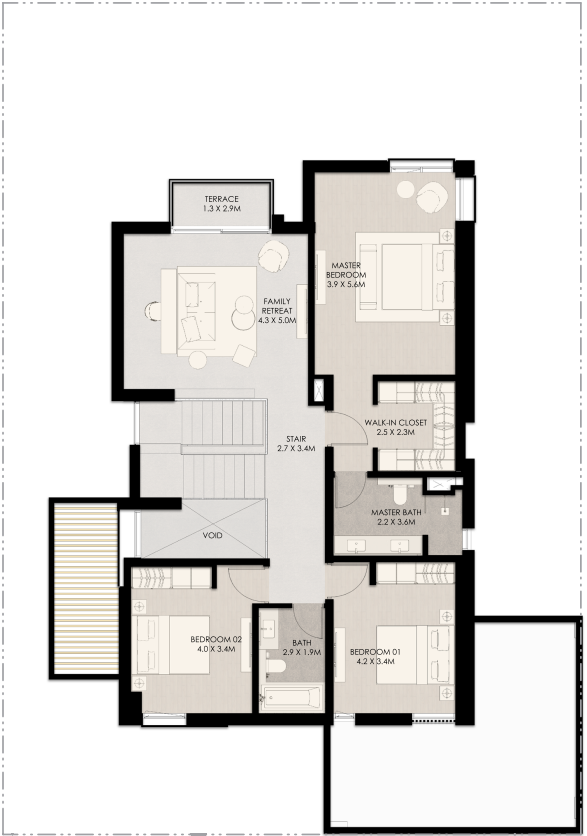 TERRACE
1.3 X 2.9M
MASTER
BEDROOM
3.9 X 5.6M
FAMILY
RETREAT
4.3 X 5.0M
WALK-IN CLOSET
2.5 X 2.3M
STAIR
2.7 X 3.4M
MASTER BATH
2.2 X 3.6M
VOID
BEDROOM 02
4.0 X 3.4M
BATH
2.9 X 1.9M
BEDROOM 01
4.2 X 3.4M